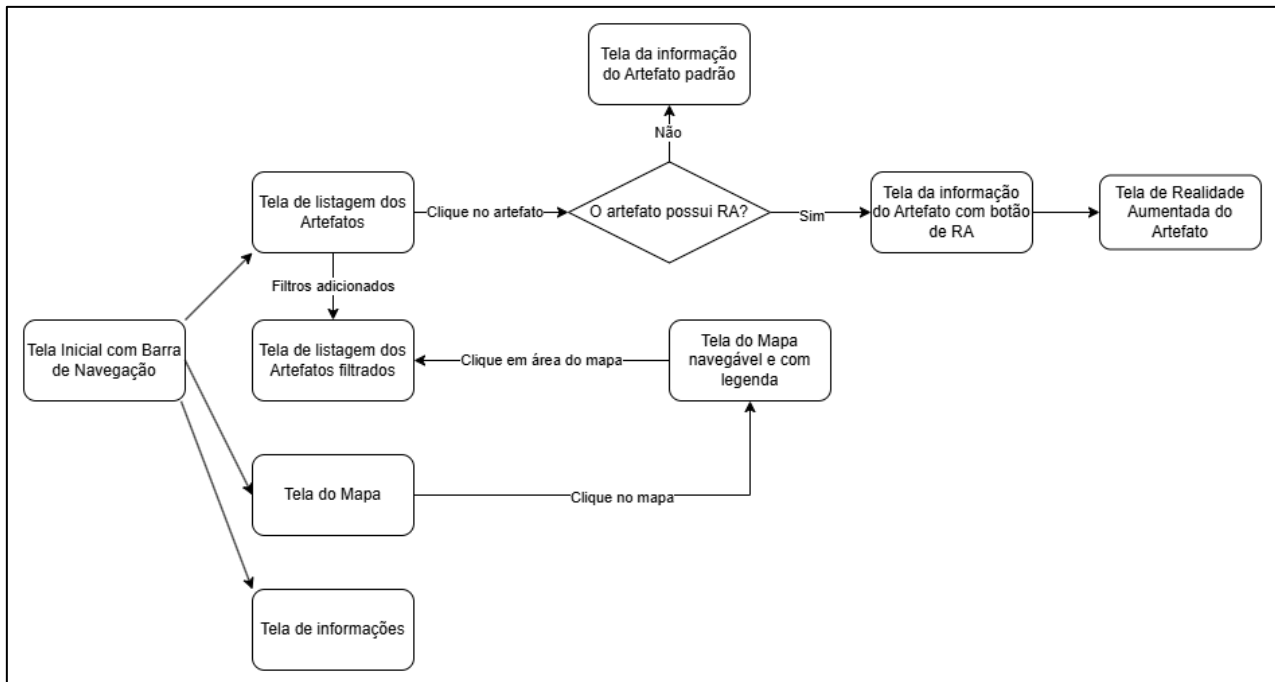 Tela da informação
do Artefato padrão
Não
Tela de listagem dos
Artefatos
Clique no artefato
O artefato possui RA?
Sim
Tela da informação
do Artefato com botão
de RA
Tela de Realidade
Aumentada do
Artefato
Filtros adicionados
Tela Inicial com Barra
de Navegação
Tela de listagem dos
Artefatos filtrados
Clique em área do mapa
Tela do Mapa
navegável e com
legenda
Tela do Mapa
Clique no mapa
Tela de informações